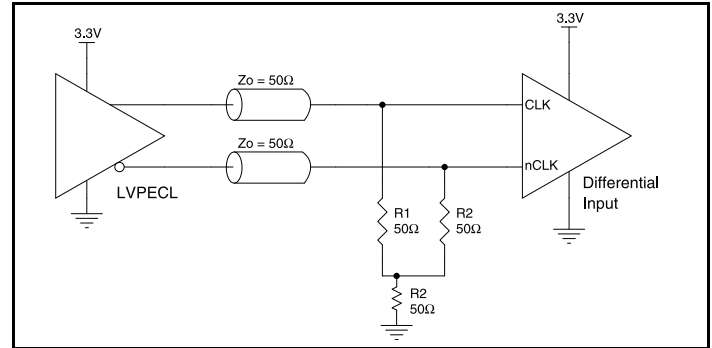 3.3V
3.3V
Zo = 50Ω
CLK
Zo = 50Ω
nCLK
LVPECL
Differential
Input
R1
50Ω
R2
50Ω
R2
50Ω